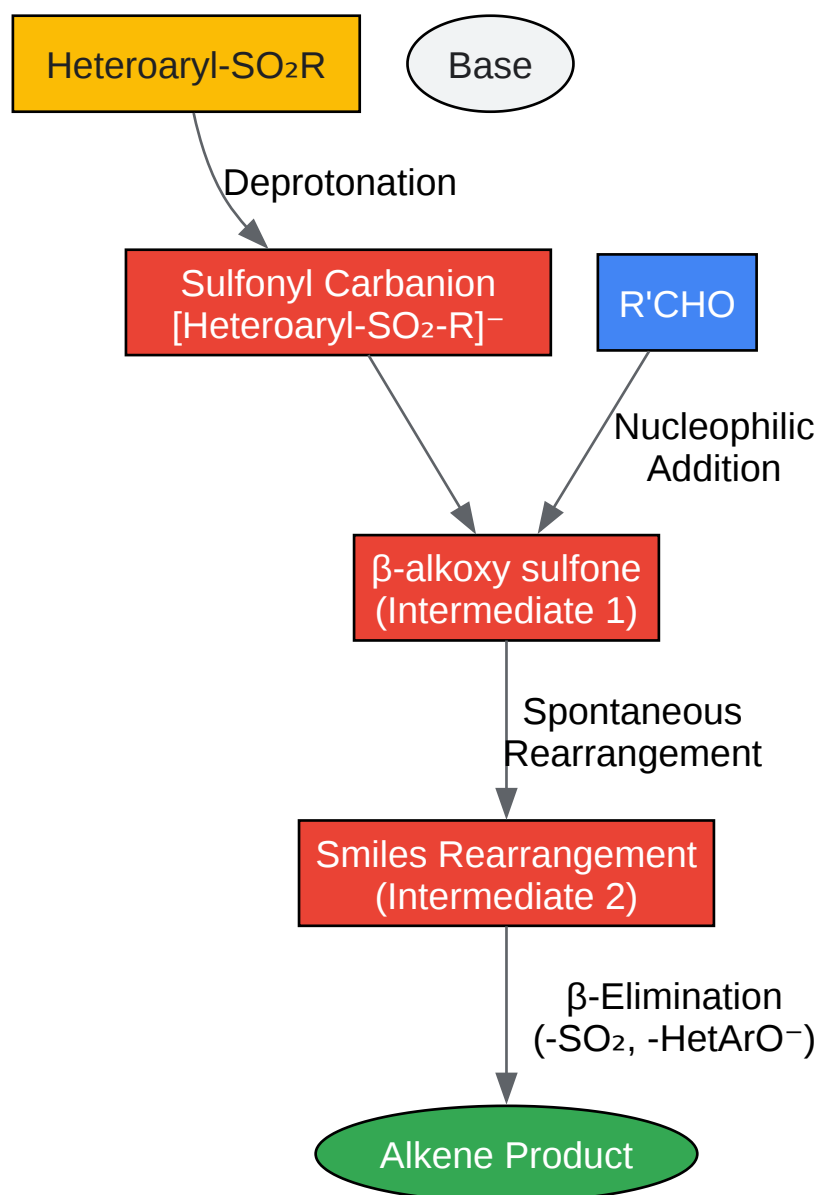 Heteroaryl-SO₂R
Base
Deprotonation
Sulfonyl Carbanion
[Heteroaryl-SO₂-R]⁻
R'CHO
Nucleophilic
Addition
β-alkoxy sulfone
(Intermediate 1)
Spontaneous
Rearrangement
Smiles Rearrangement
(Intermediate 2)
β-Elimination
(-SO₂, -HetArO⁻)
Alkene Product